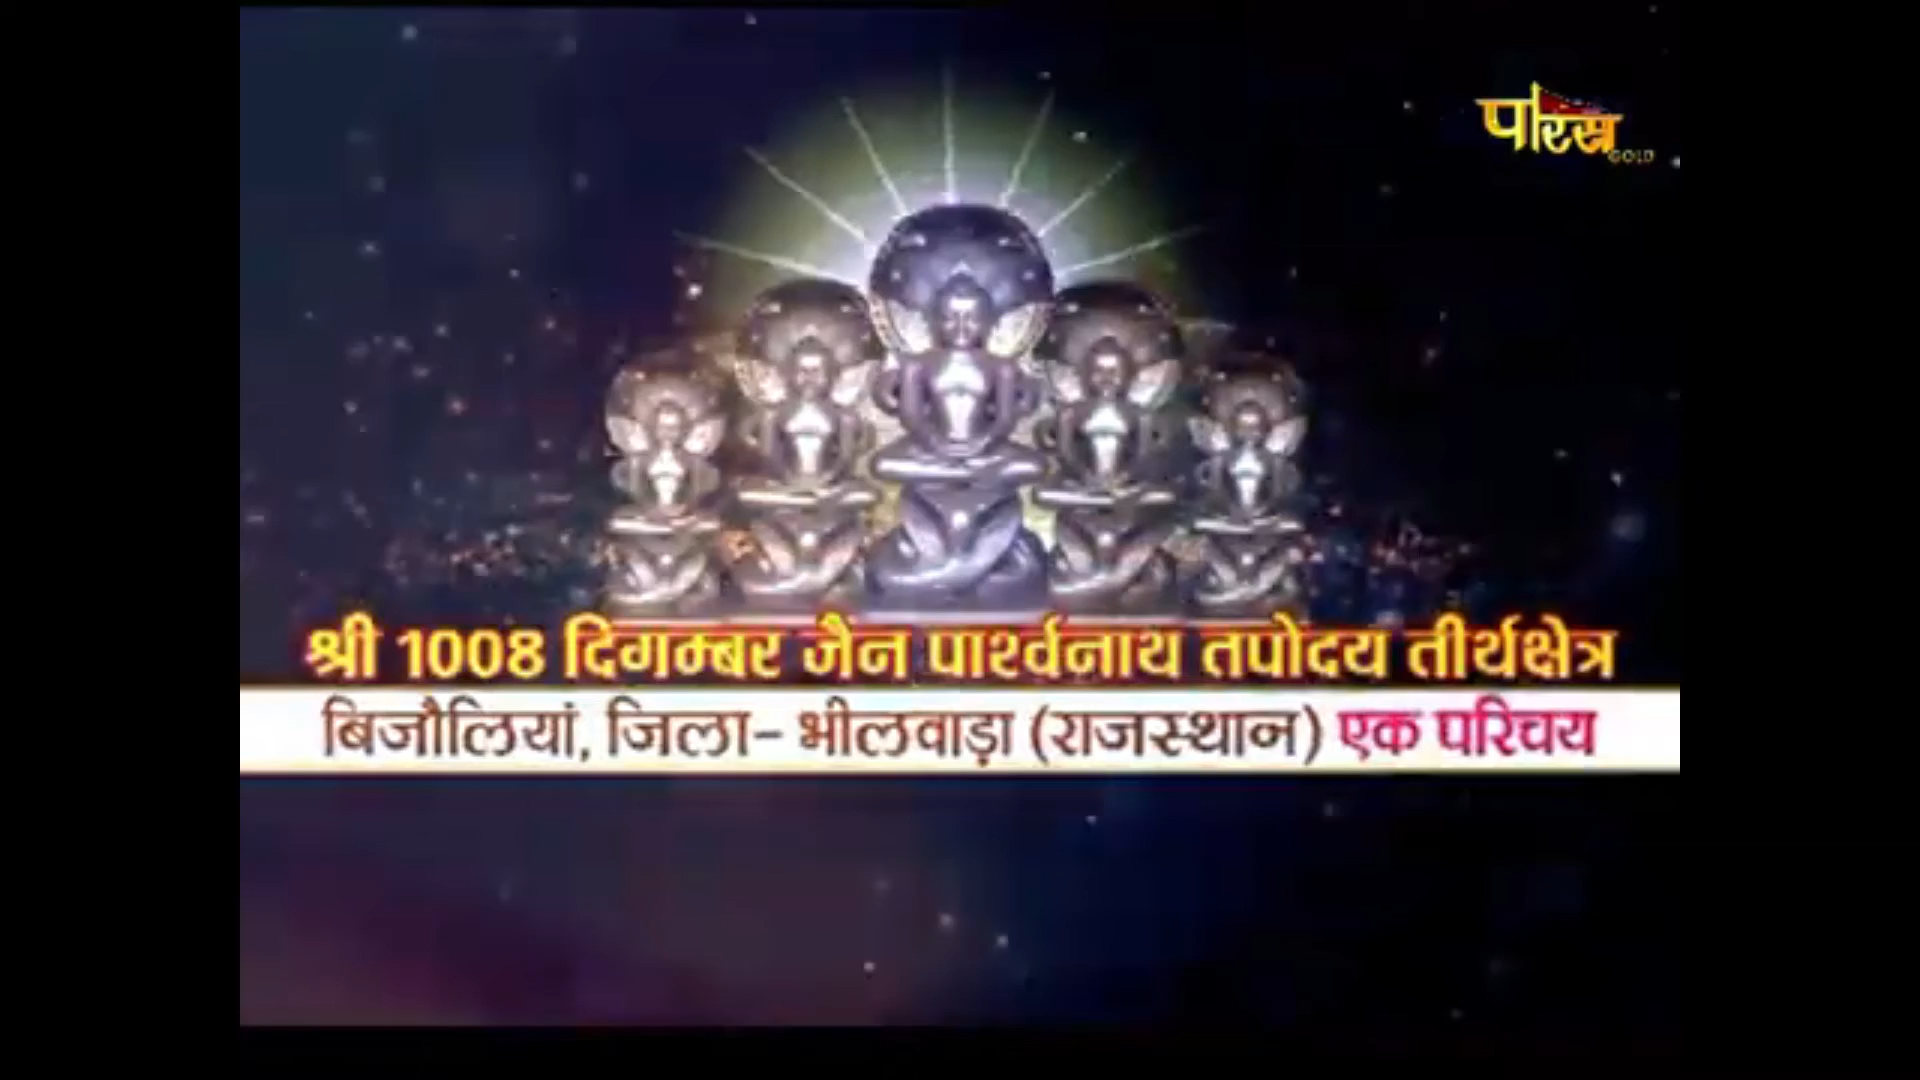 पारस
GOLD
श्री 1008 दिगम्बर जैन पार्श्वनाथ तपोदय तीर्थक्षेत्र
बिजौलियां, जिला- भीलवाड़ा (राजस्थान) एक परिचय